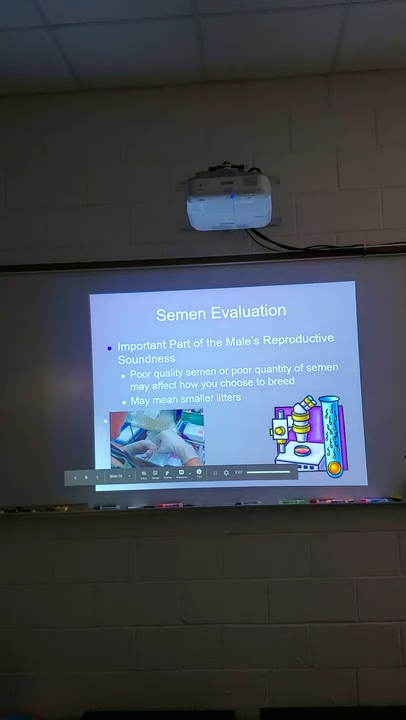 Semen Evaluation
Important Part of the Male's Reproductive
Soundness
Poor quality semen or poor quantity of semen
may affect how you choose to breed
May mean smaller litters